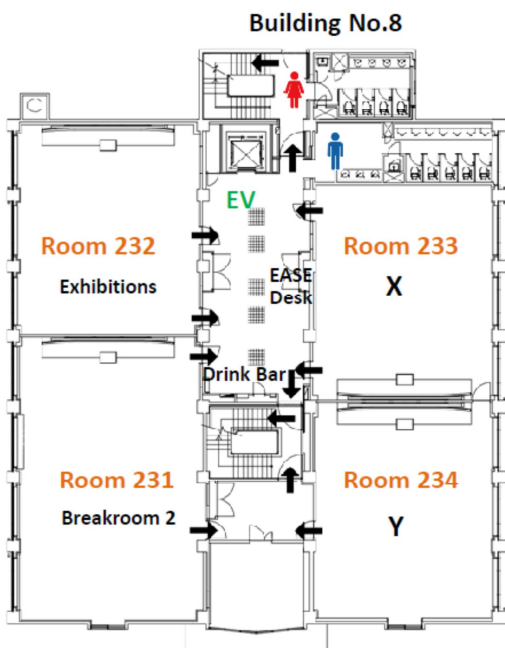 Building No.8
EV
Room 232
Exhibitions
Room 233
X
EASE
Desk
Drink Bar
Room 231
Breakroom 2
Room 234
Y